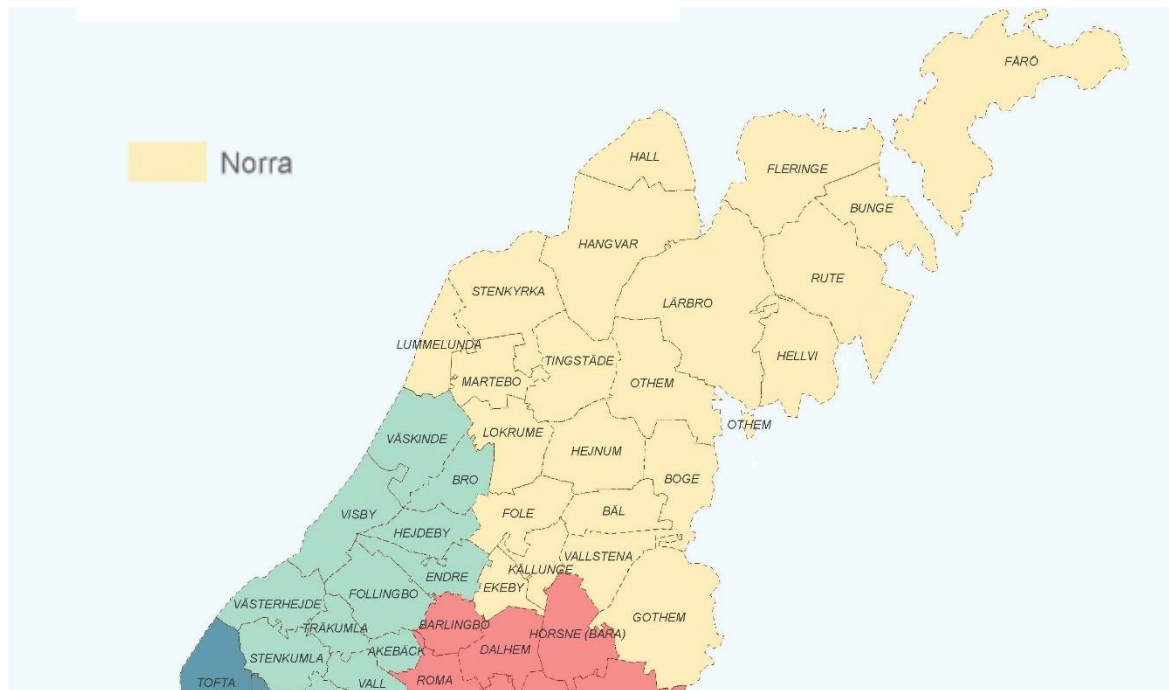 FÅRÖ
Norra
HALL
FLERINGE
BUNGE
HANGVAR
RUTE
STENKYRKA
LÄRBRO
LUMMELUNDA
TINGSTÄDE
HELLVI
MARTEBO
OTHEM
OTHEM
VÄSKINDE
LOKRUME
HEJNUM
BRO
BOGE
VISBY
FOLE
BÄL
HEJDEBY
VALLSTENA
KÄLLUNGE
ENDRE
EKEBY
FOLLINGBO
VÄSTERHEJDE
GOTHEM
TRÄKUMLA
BARLINGBO
HÖRSNE (BARA)
DALHEM
AKEBÄCK
STENKUMLA
ROMA
VALL
TOFTA